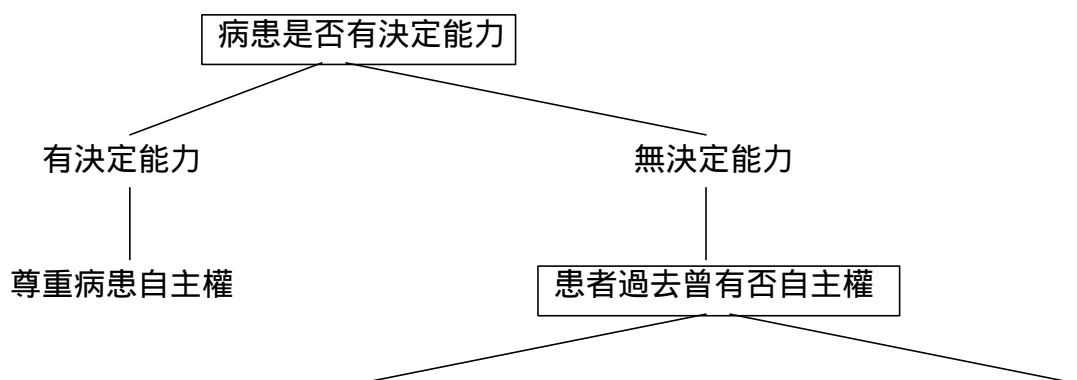 病患是否有決定能力
有決定能力
無決定能力
尊重病患自主權
患者過去曾有否自主權